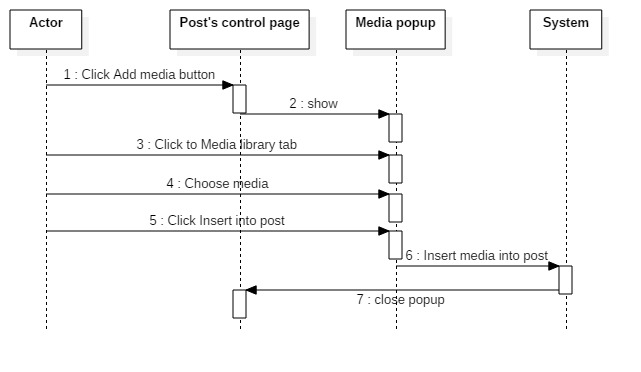 Actor
Post's control page
Media popup
System
1 : Click Add media button
2 : show
3 : Click to Media library tab
4 : Choose media
5 : Click Insert into post
6 : Insert media into post
7 : close popup